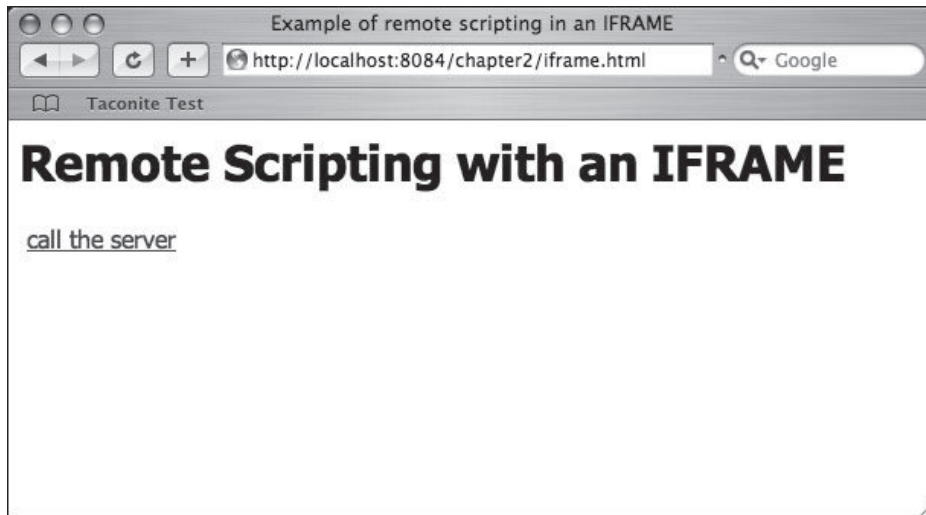 Example of remote scripting in an IFRAME
http://localhost:8084/chapter2/iframe.html
Google
Taconite Test
Remote Scripting with an IFRAME
call the server